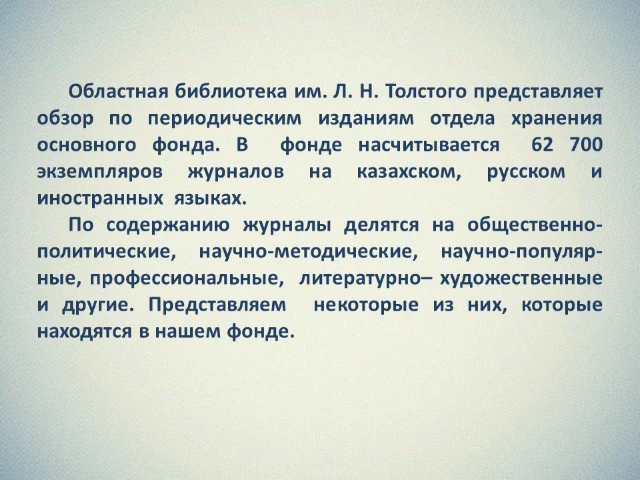 Областная библиотека им. Л. Н. Толстого представляет
обзор по периодическим изданиям отдела хранения
основного фонда. В фонде насчитывается 62 700
экземпляров журналов на казахском, русском и
иностранных языках.
По содержанию журналы делятся на общественно-
политические, научно-методические, научно-популяр-
ные, профессиональные, литературно– художественные
и другие. Представляем некоторые из них, которые
находятся в нашем фонде.